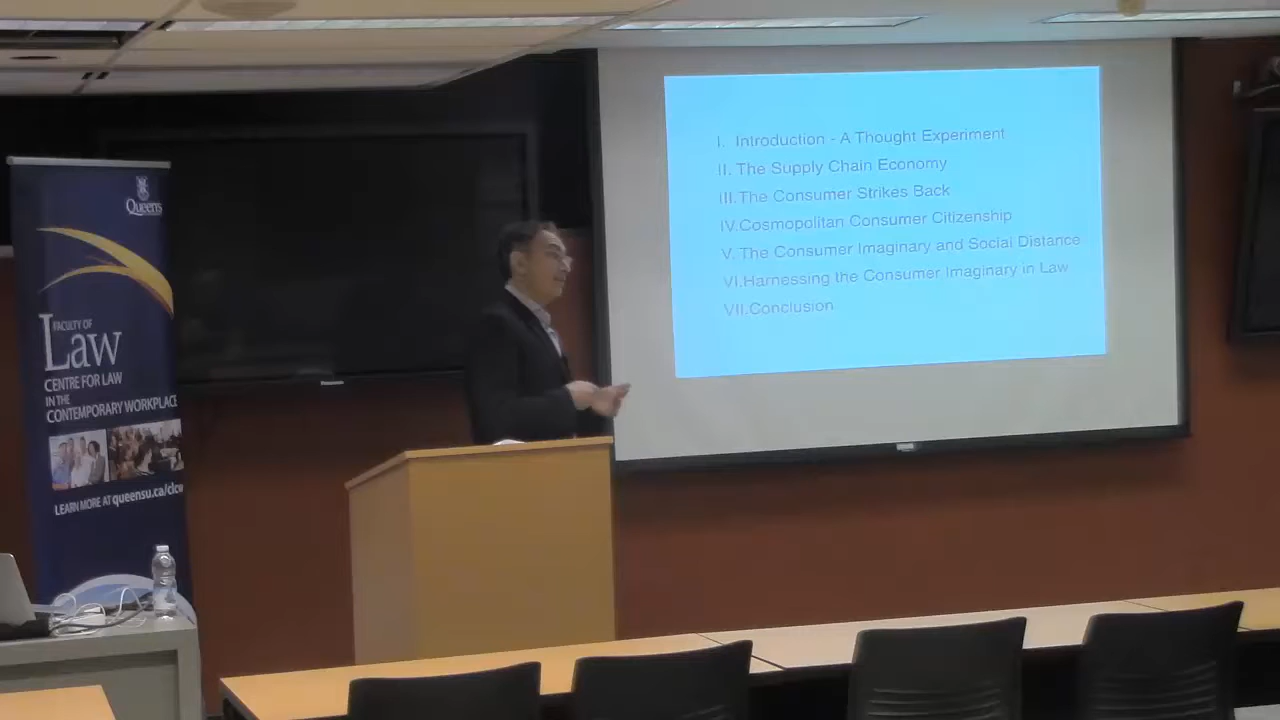 Queen's
FACULTY OF
Law
CENTRE FOR LAW
IN THE
CONTEMPORARY WORKPLACE
LEARN MORE AT queensu.ca/clcw
I. Introduction - A Thought Experiment
II. The Supply Chain Economy
III.The Consumer Strikes Back
IV.Cosmopolitan Consumer Citizenship
V. The Consumer Imaginary and Social Distance
VI.Harnessing the Consumer Imaginary in Law
VII.Conclusion